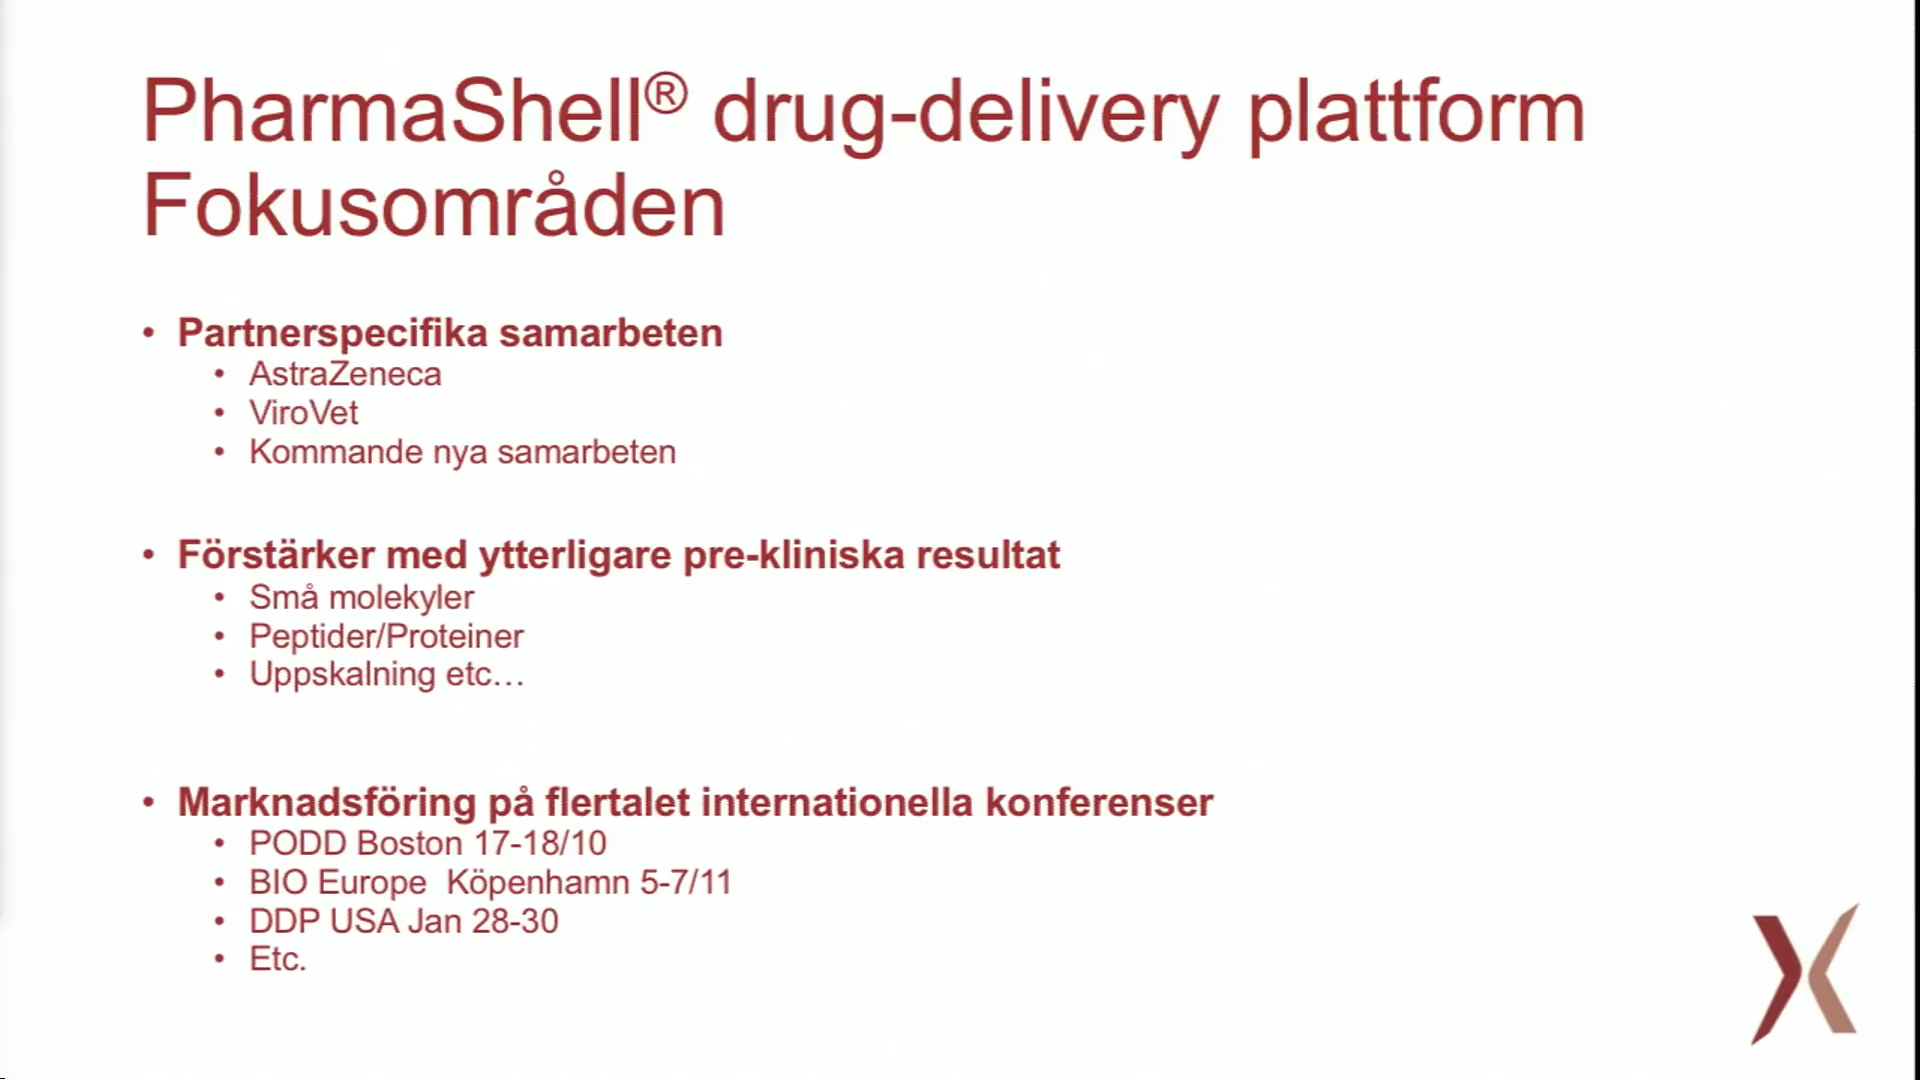 PharmaShell® drug-delivery plattform
Fokusområden
• Partnerspecifika samarbeten
• AstraZeneca
• ViroVet
• Kommande nya samarbeten
• Förstärker med ytterligare pre-kliniska resultat
• Små molekyler
• Peptider/Proteiner
• Uppskalning etc…
• Marknadsföring på flertalet internationella konferenser
• PODD Boston 17-18/10
• BIO Europe  Köpenhamn 5-7/11
• DDP USA Jan 28-30
• Etc.